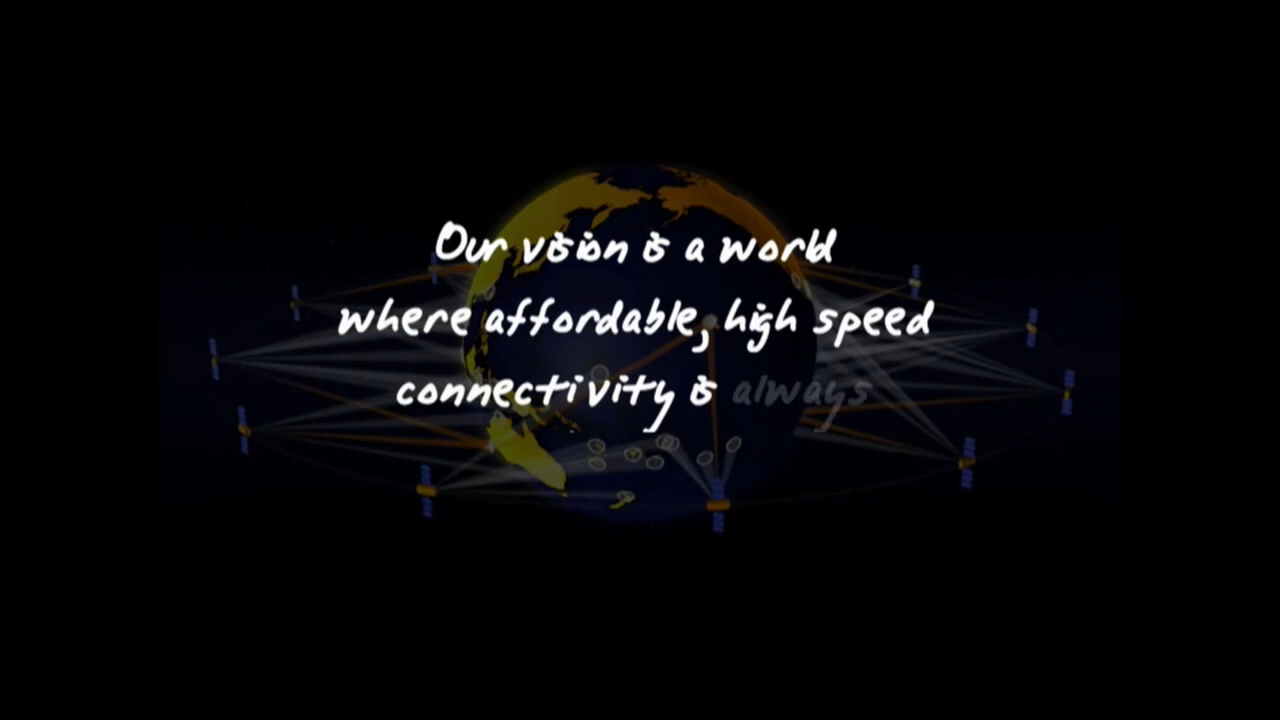 Our vision is a world
where affordable, high speed
connectivity is always